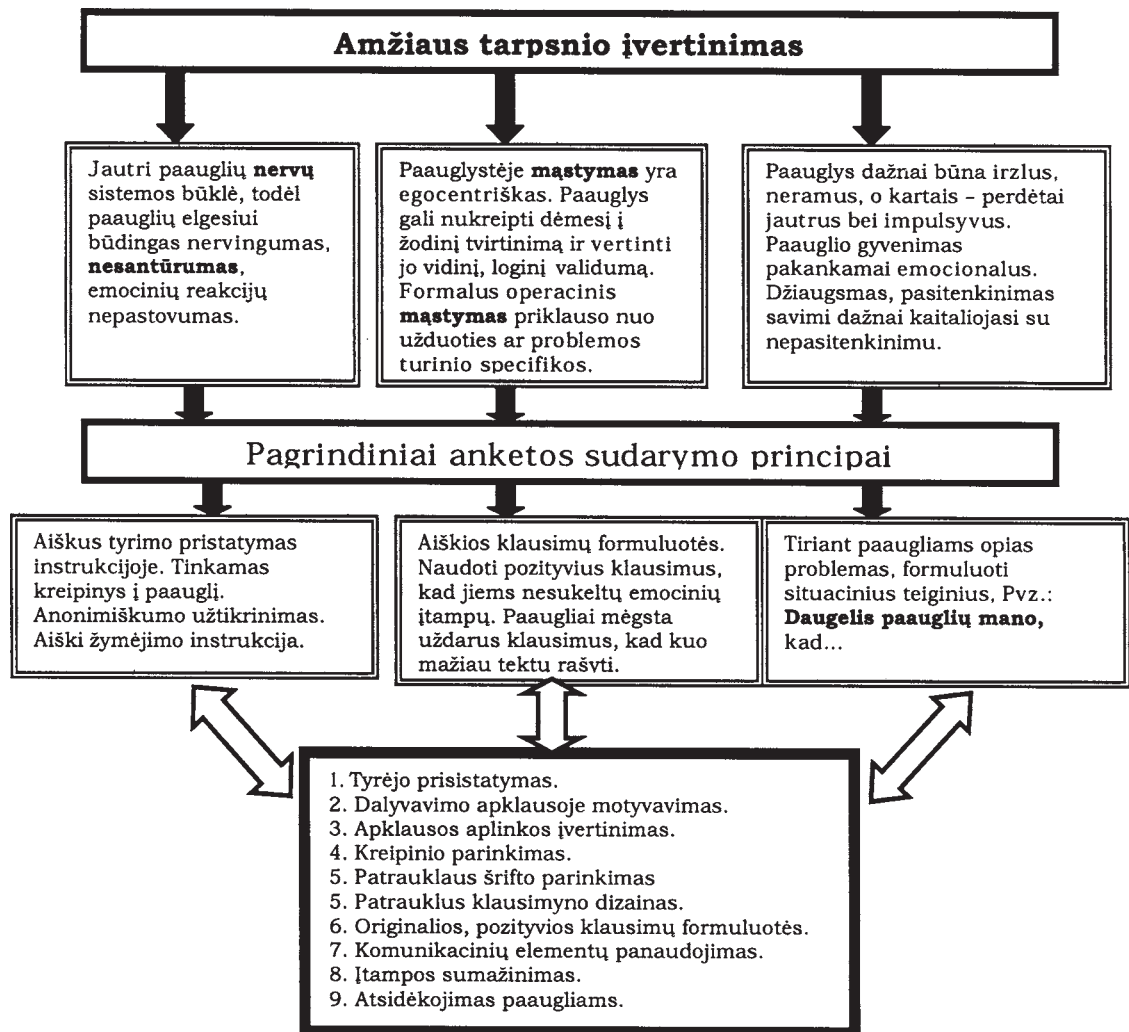 Amžiaus tarpsnio įvertinimas
Jautri paauglių nervų
sistemos būklė, todėl
paauglių elgesiui
būdingas nervingumas,
nesantūrumas,
emocinių reakcijų
nepastovumas.
Paauglystėje mąstymas yra
egocentriškas. Paauglys
gali nukreipti dėmesį į
žodinį tvirtinimą ir vertinti
jo vidinį, loginį validumą.
Formalus operacinis
mąstymas priklauso nuo
užduoties ar problemos
turinio specifikos.
Paauglys dažnai būna irzlus,
neramus, o kartais – perdėtai
jautrus bei impulsyvus.
Paauglio gyvenimas
pakankamai emocionalus.
Džiaugsmas, pasitenkinimas
savimi dažnai kaitaliojasi su
nepasitenkinimu.
Pagrindiniai anketos sudarymo principai
Aiškus tyrimo pristatymas
instrukcijoje. Tinkamas
kreipinys į paauglį.
Anonimiškumo užtikrinimas.
Aiški žymėjimo instrukcija.
Aiškios klausimų formuluotės.
Naudoti pozityvius klausimus,
kad jiems nesukeltų emocinių
įtampų. Paaugliai mėgsta
uždarus klausimus, kad kuo
mažiau tektų rašyti.
Tiriant paaugliams opias
problemas, formuluoti
situacinius teiginius, Pvz.:
Daugelis paauglių mano,
kad...
1. Tyrėjo prisistatymas.
2. Dalyvavimo apklausoje motyvavimas.
3. Apklausos aplinkos įvertinimas.
4. Kreipinio parinkimas.
5. Patrauklaus šrifto parinkimas
5. Patrauklus klausimyno dizainas.
6. Originalios, pozityvios klausimų formuluotės.
7. Komunikacinių elementų panaudojimas.
8. Įtampos sumažinimas.
9. Atsidėkojimas paaugliams.